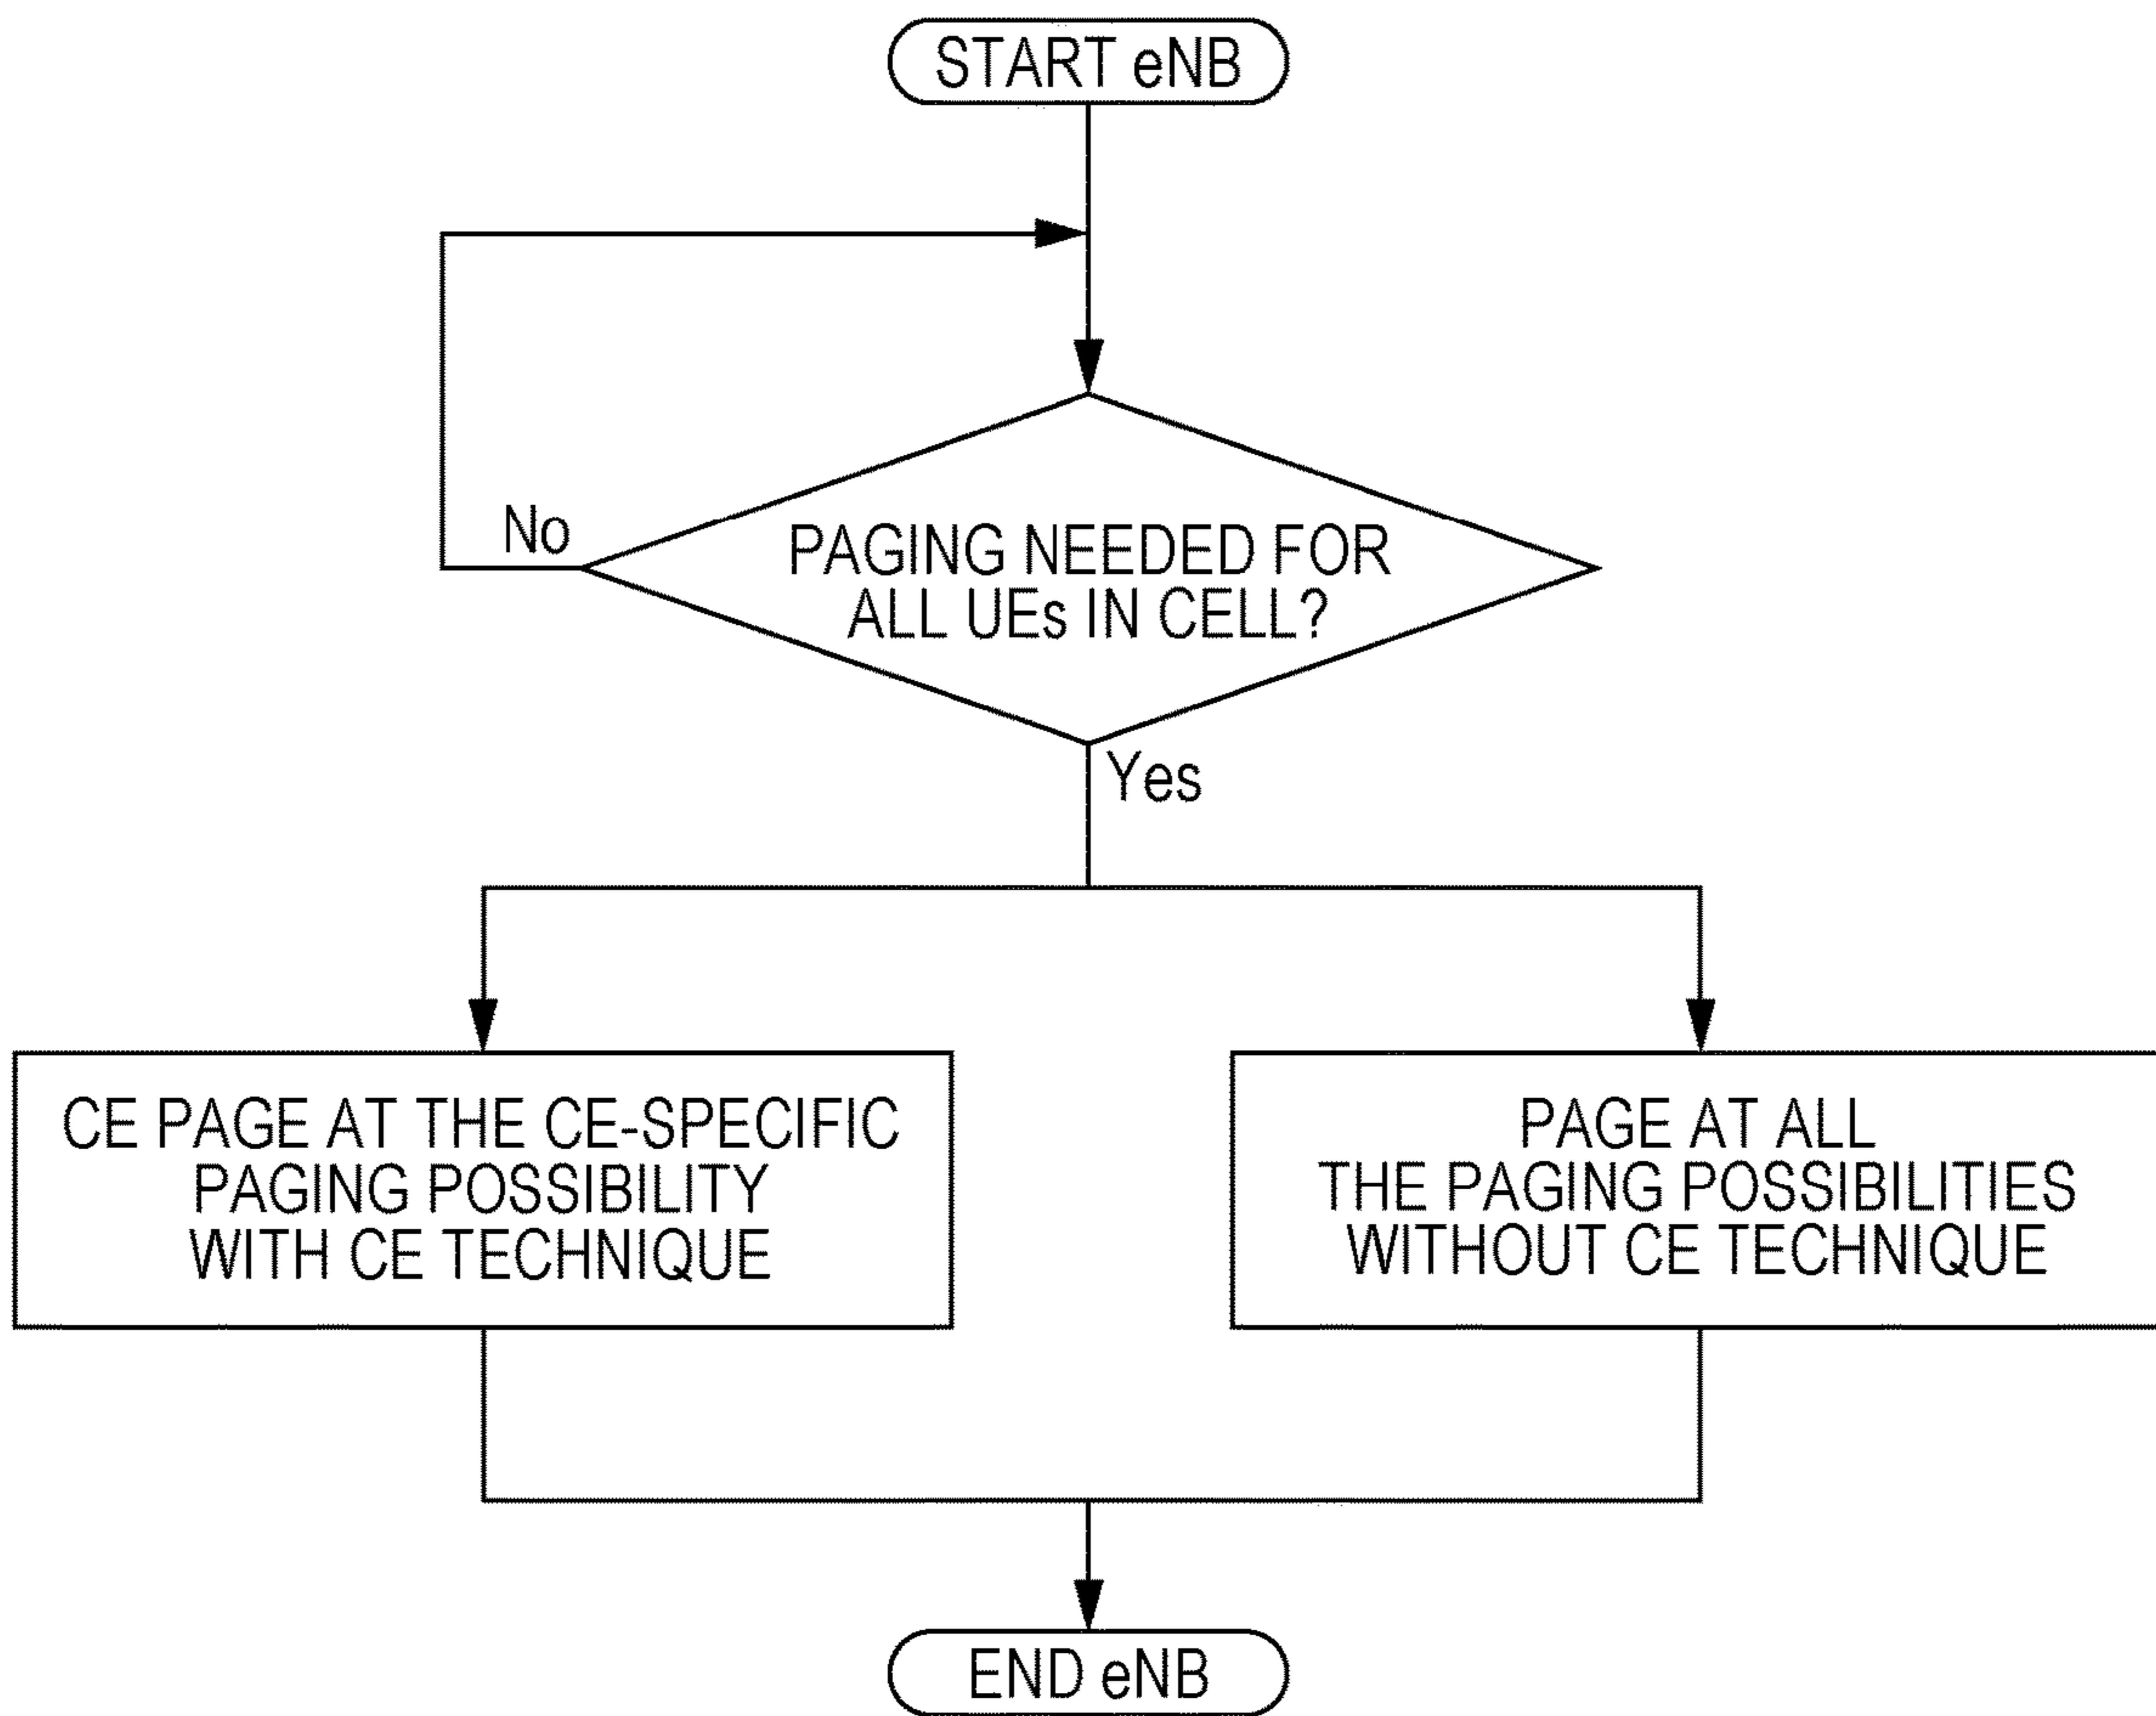 START eNB
No
PAGING NEEDED FOR
ALL UEs IN CELL?
Yes
CE PAGE AT THE CE-SPECIFIC
PAGING POSSIBILITY
WITH CE TECHNIQUE
PAGE AT ALL
THE PAGING POSSIBILITIES
WITHOUT CE TECHNIQUE
END eNB